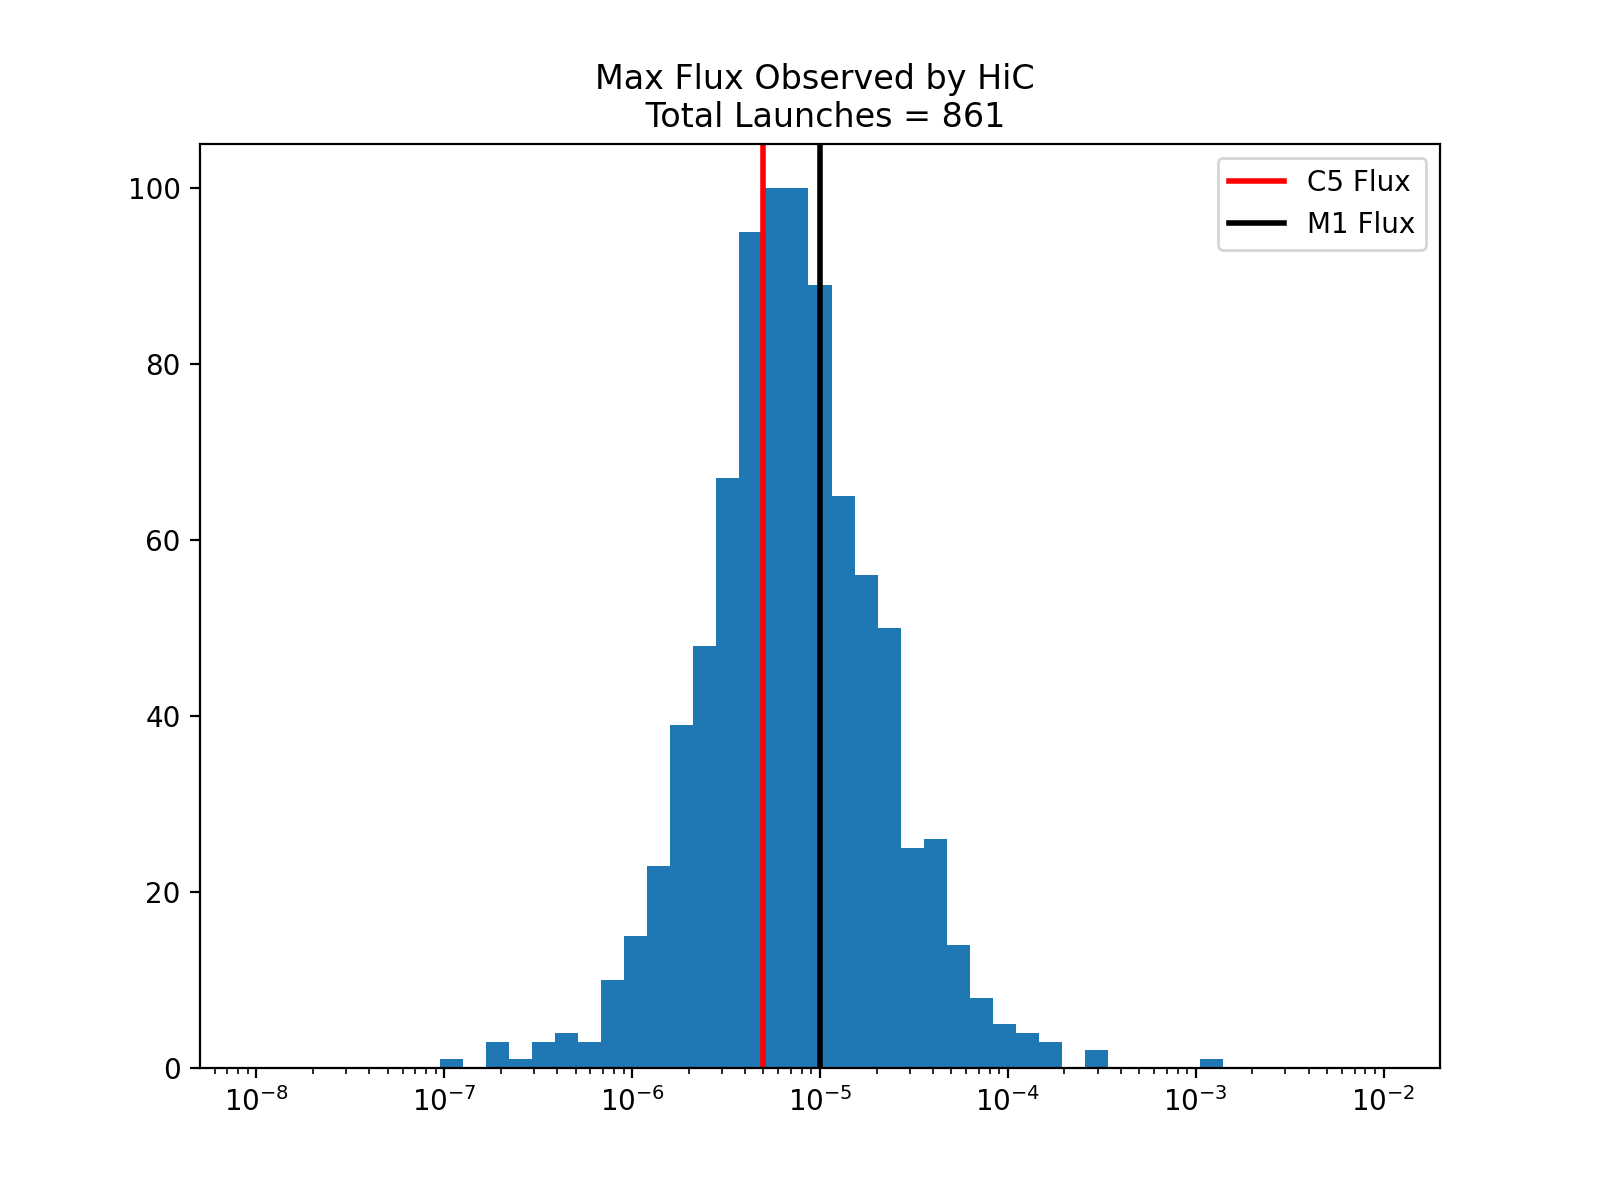 Max Flux Observed by HiC
Total Launches = 861
C5 Flux
M1 Flux
100
80
60
40
20
0
10⁻⁸ 10⁻⁷ 10⁻⁶ 10⁻⁵ 10⁻⁴ 10⁻³ 10⁻²